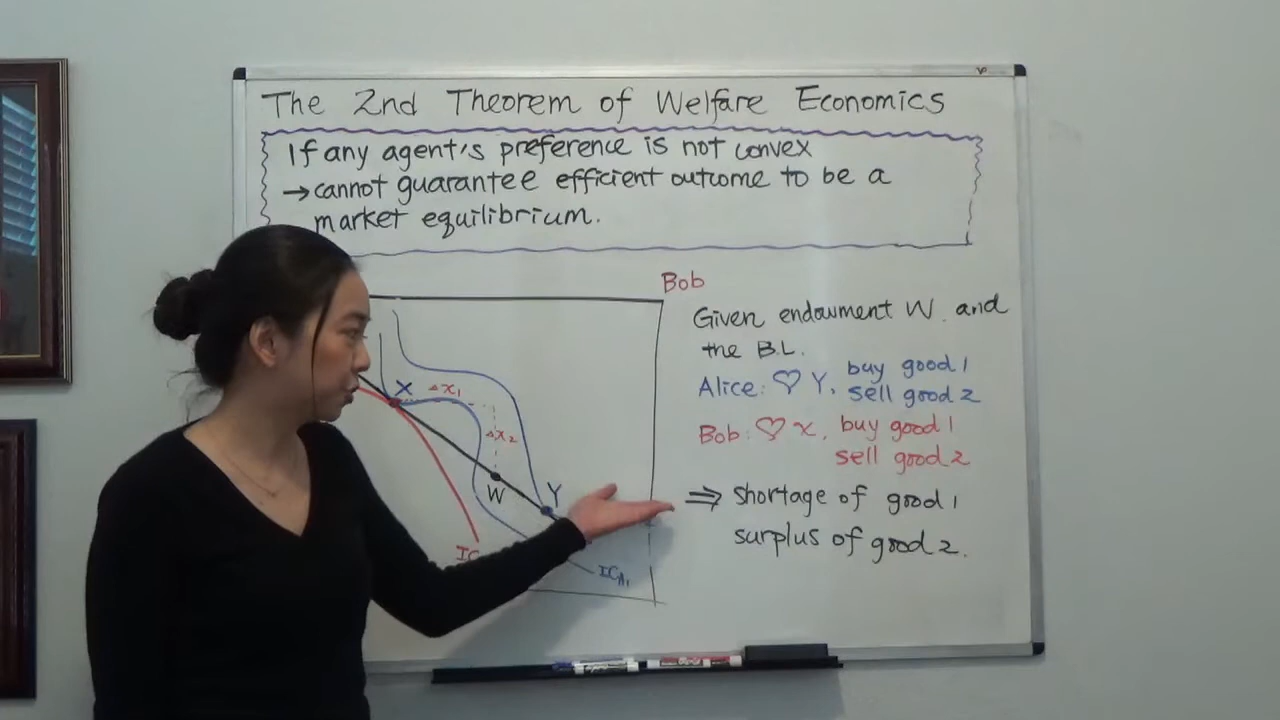 The 2nd Theorem of Welfare Economics
If any agent's preference is not convex
→ cannot guarantee efficient outcome to be a
market equilibrium.
Bob
Given endowment W. and
the B.L.
Alice: ♡ Y, buy good 1
sell good 2
Bob: ♡ x, buy good 1
sell good 2
⇒ shortage of good 1
surplus of good 2.
X
Δx₁
Δx₂
W
Y
IC
IC_A₁